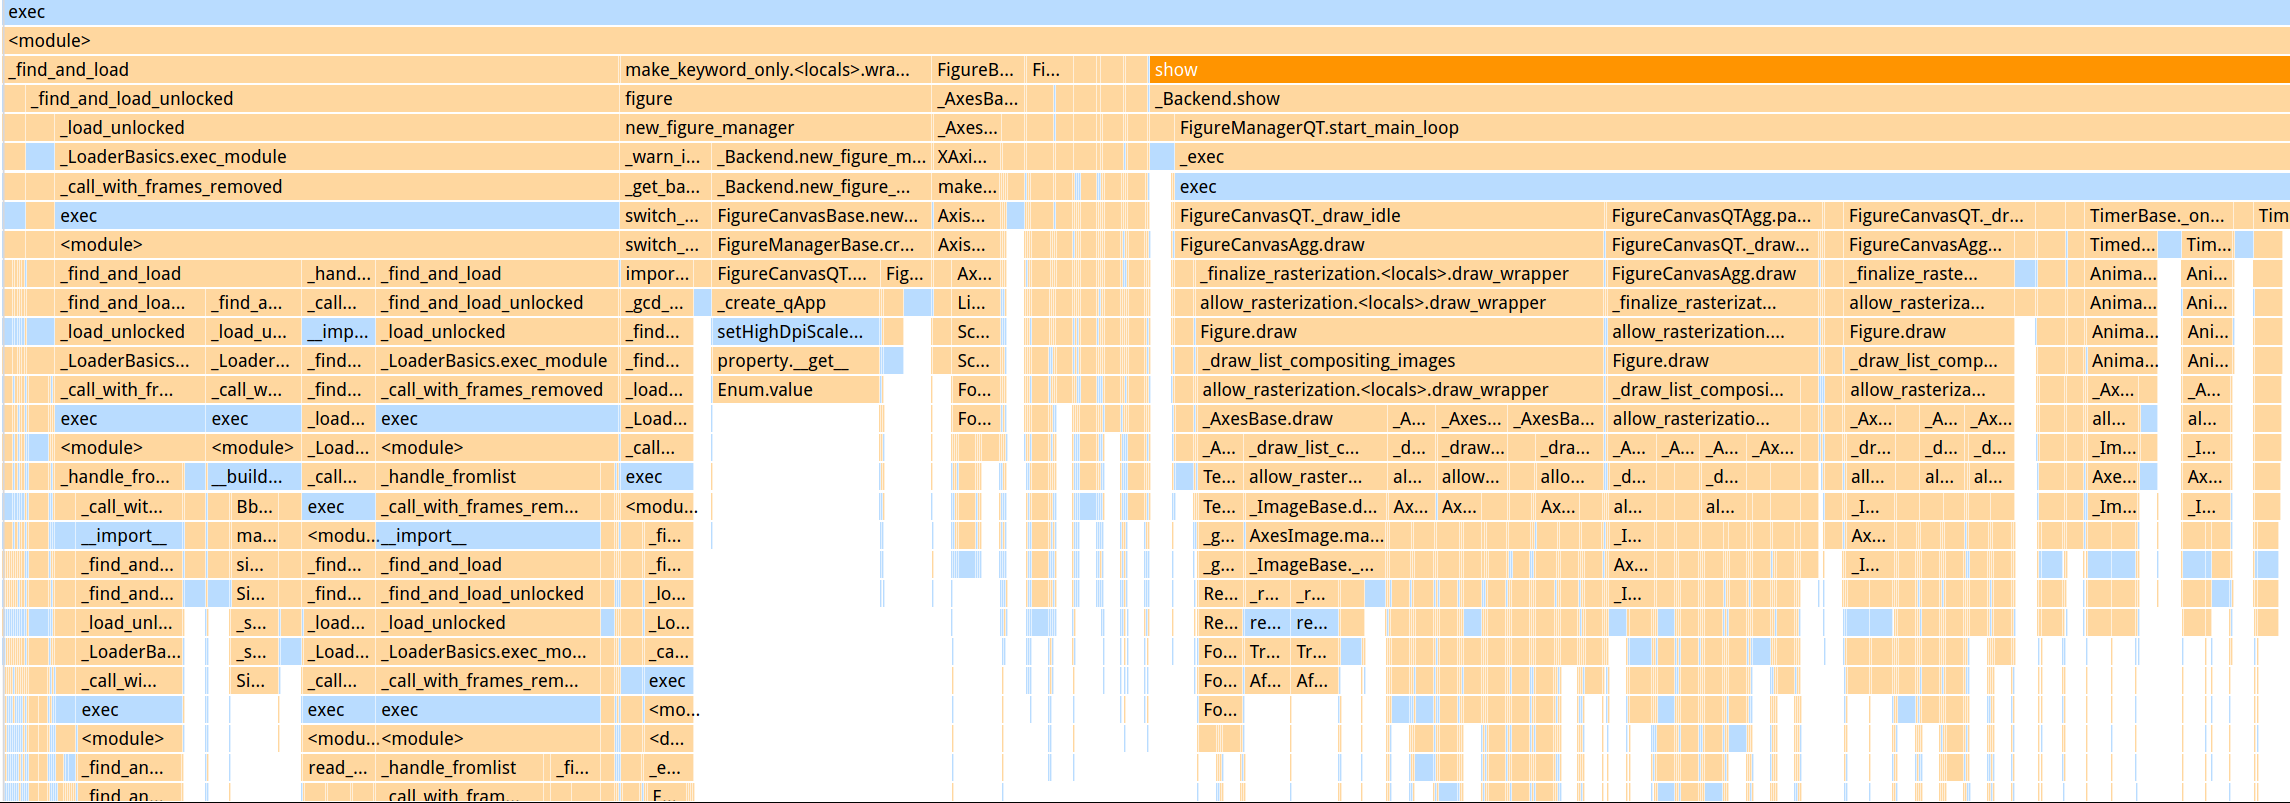 exec
<module>
_find_and_load make_keyword_only.<locals>.wra... FigureB... Fi... show
_find_and_load_unlocked figure _AxesBa... _Backend.show
_load_unlocked new_figure_manager _Axes... FigureManagerQT.start_main_loop
_LoaderBasics.exec_module _warn_i... _Backend.new_figure_m... XAxi... _exec
_call_with_frames_removed _get_ba... _Backend.new_figure_... make... exec
exec switch_... FigureCanvasBase.new... Axis... FigureCanvasQT._draw_idle FigureCanvasQTAgg.pa... FigureCanvasQT._dr... TimerBase._on... Tim
<module> switch_... FigureManagerBase.cr... Axis... FigureCanvasAgg.draw FigureCanvasQT._draw... FigureCanvasAgg... Timed... Tim...
_find_and_load _hand... _find_and_load impor... FigureCanvasQT.... Fig... Ax... _finalize_rasterization.<locals>.draw_wrapper FigureCanvasAgg.draw _finalize_raste... Anima... Ani...
_find_and_loa... _find_a... _call... _find_and_load_unlocked _gcd_... _create_qApp Li... allow_rasterization.<locals>.draw_wrapper _finalize_rasterizat... allow_rasteriza... Anima... Ani...
_load_unlocked _load_u... __imp... _load_unlocked _find... setHighDpiScale... Sc... Figure.draw allow_rasterization.... Figure.draw Anima... Ani...
_LoaderBasics... _Loader... _find... _LoaderBasics.exec_module _find... property.__get__ Sc... _draw_list_compositing_images Figure.draw _draw_list_comp... Anima... Ani...
_call_with_fr... _call_w... _find... _call_with_frames_removed _load... Enum.value Fo... allow_rasterization.<locals>.draw_wrapper _draw_list_composi... allow_rasteriza... _Ax... _A...
exec exec _load... exec _Load... Fo... _AxesBase.draw _A... _Axes... _AxesBa... allow_rasterizatio... _Ax... _A... _Ax... all... al...
<module> <module> _Load... <module> _call... _A... _draw_list_c... _d... _draw... _dra... _A... _A... _A... _Ax... _dr... _d... _d... _Im... _I...
_handle_fro... __build... _call... _handle_fromlist exec Te... allow_raster... al... allow... allo... _d... _d... all... al... al... Axe... Ax...
_call_wit... Bb... exec _call_with_frames_rem... <modu... Te... _ImageBase.d... Ax... Ax... Ax... al... al... _I... _Im... _I...
__import__ ma... <modu... __import__ _fi... _g... AxesImage.ma... _I... Ax...
_find_and... si... _find... _find_and_load _fi... _g... _ImageBase._... Ax... _I...
_find_and... Si... _find... _find_and_load_unlocked _lo... Re... _r... _r... _I...
_load_unl... _s... _load... _load_unlocked _Lo... Re... re... re...
_LoaderBa... _s... _Load... _LoaderBasics.exec_mo... _ca... Fo... Tr... Tr...
_call_wi... Si... _call... _call_with_frames_rem... exec Fo... Af... Af...
exec exec exec <mo... Fo...
<module> <modu... <module> <d...
_find_an... read_... _handle_fromlist _fi... _e...
_find_an... _call_with_fram... F...